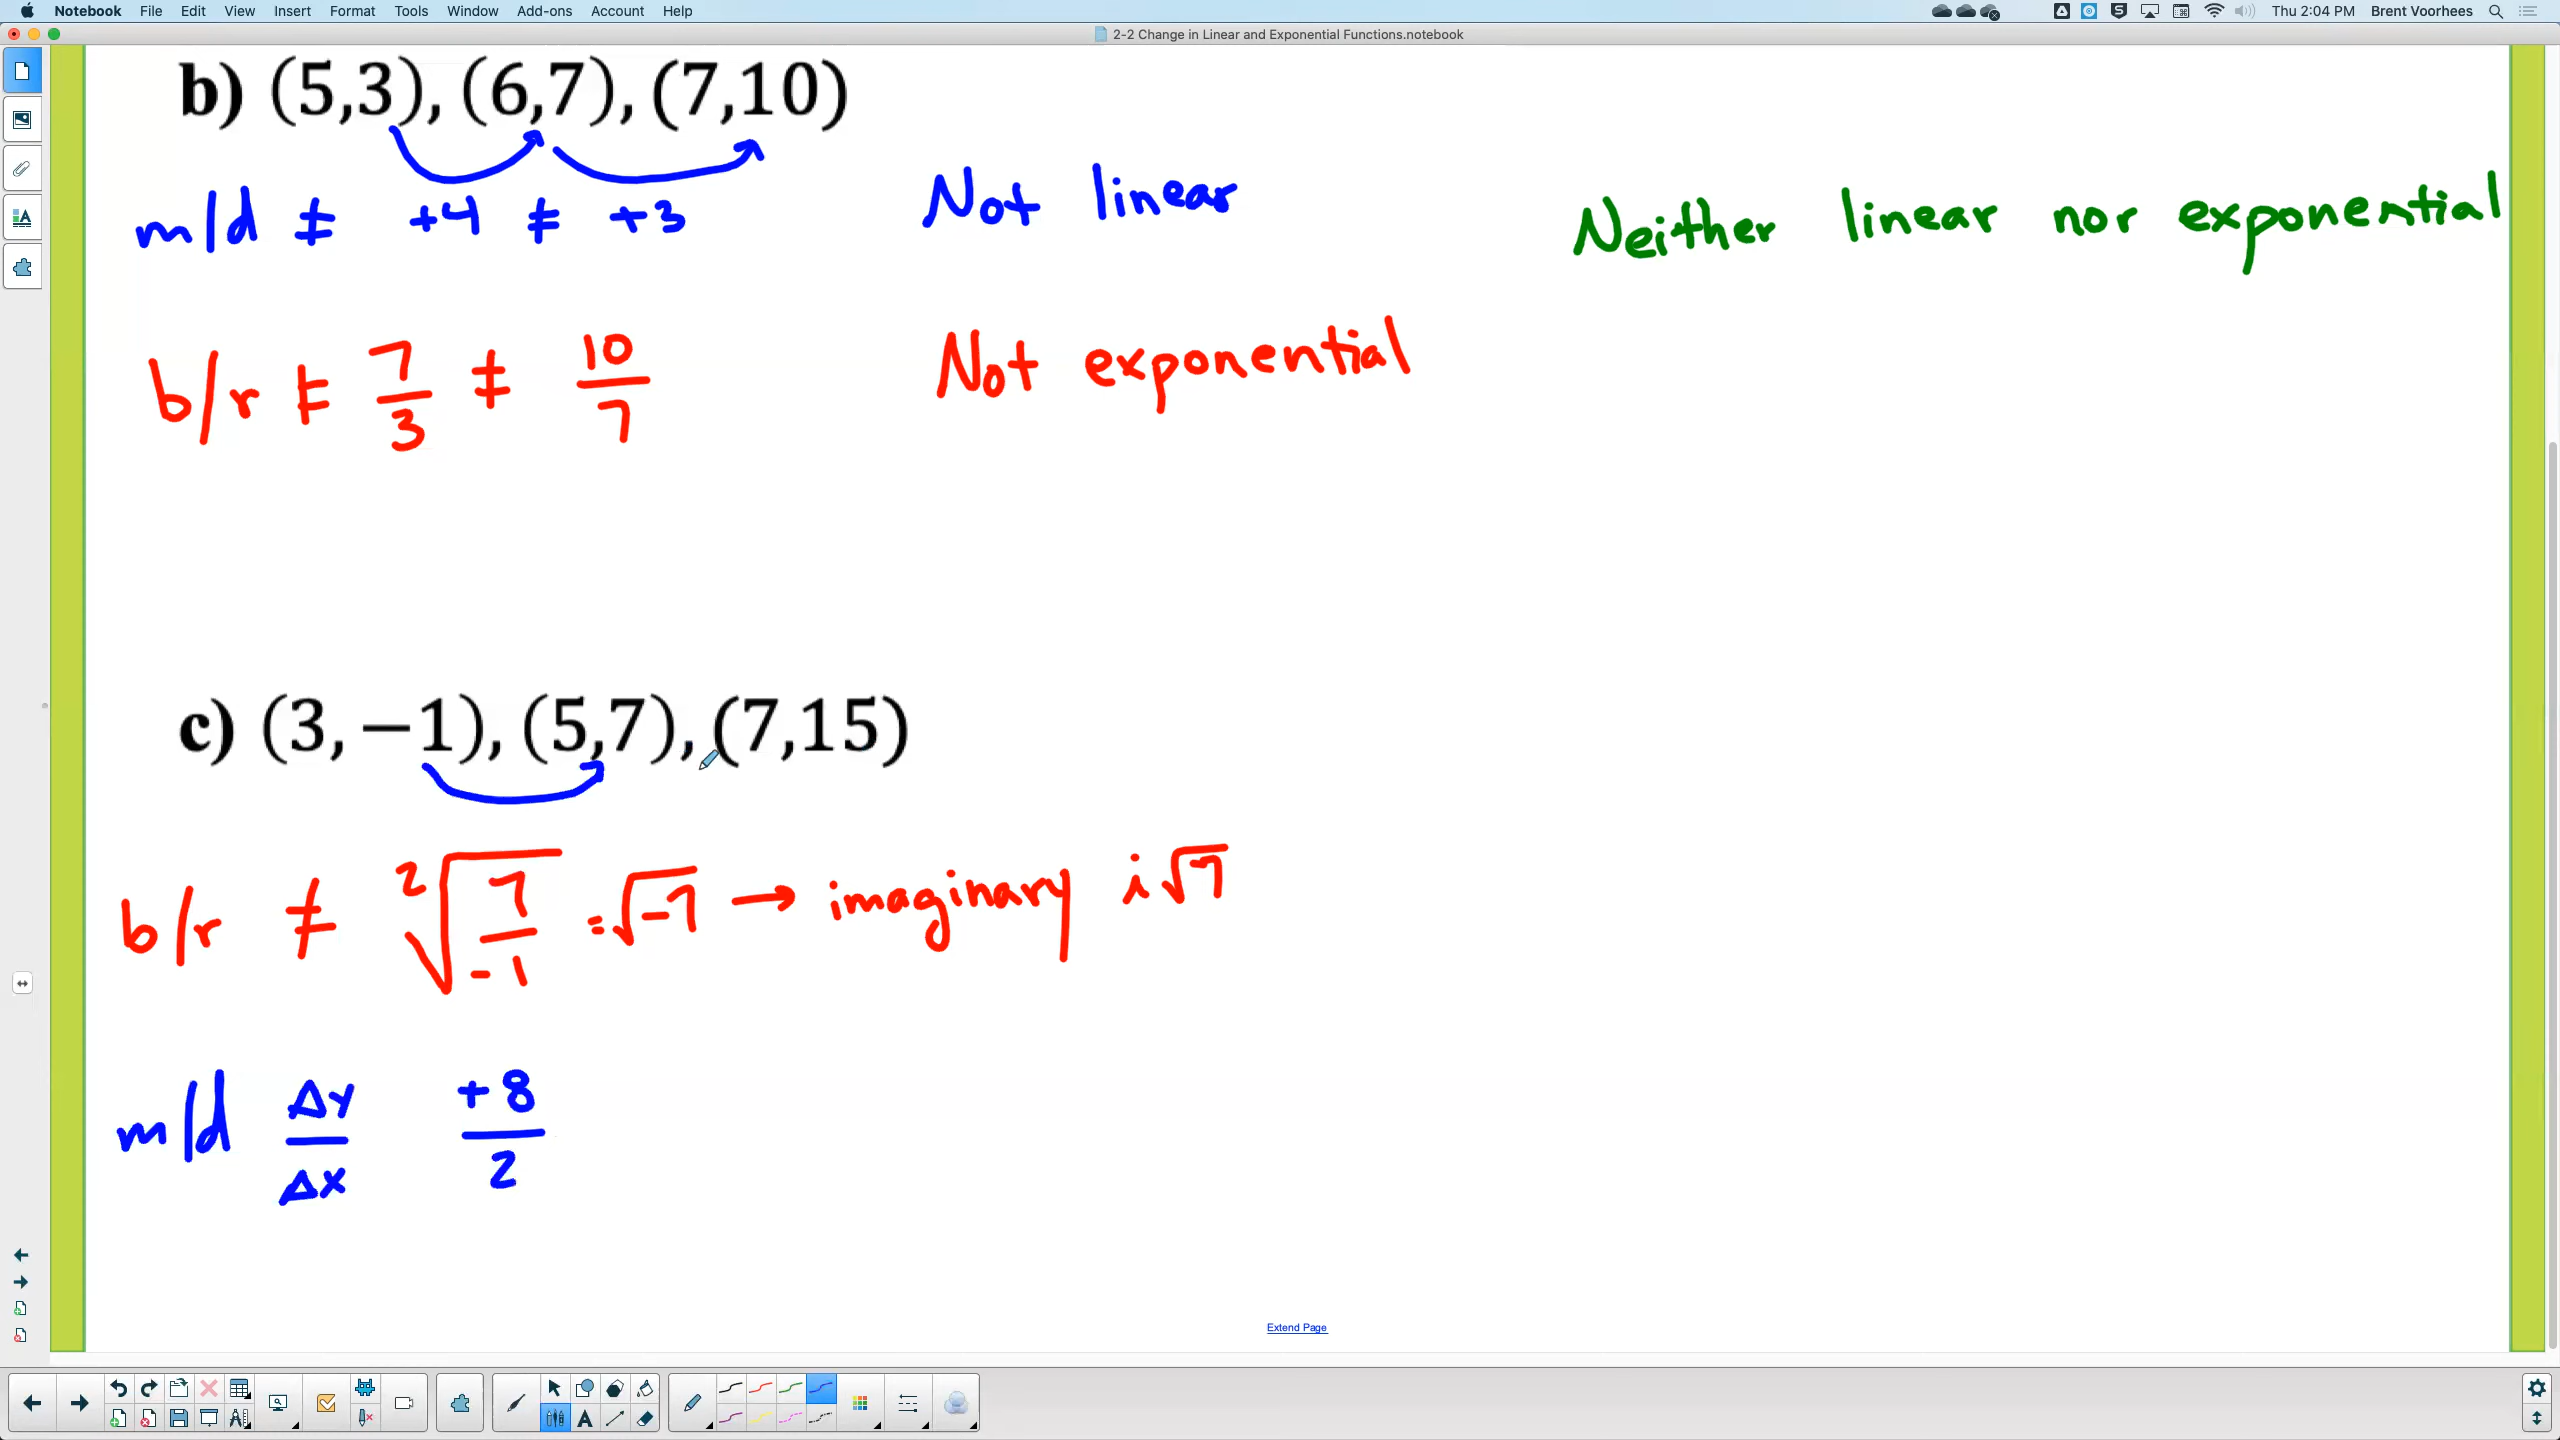 Notebook File Edit View Insert Format Tools Window Add-ons Account Help Thu 2:04 PM Brent Voorhees
2-2 Change in Linear and Exponential Functions.notebook
b) (5,3), (6,7), (7,10)
m/d ≠ +4 ≠ +3 Not linear Neither linear nor exponential
b/r ≠ 7/3 ≠ 10/7 Not exponential
c) (3, −1), (5,7), (7,15)
b/r ≠ ²√(7/-1) = √-7 → imaginary i√7
m/d Δy/Δx +8/2
Extend Page